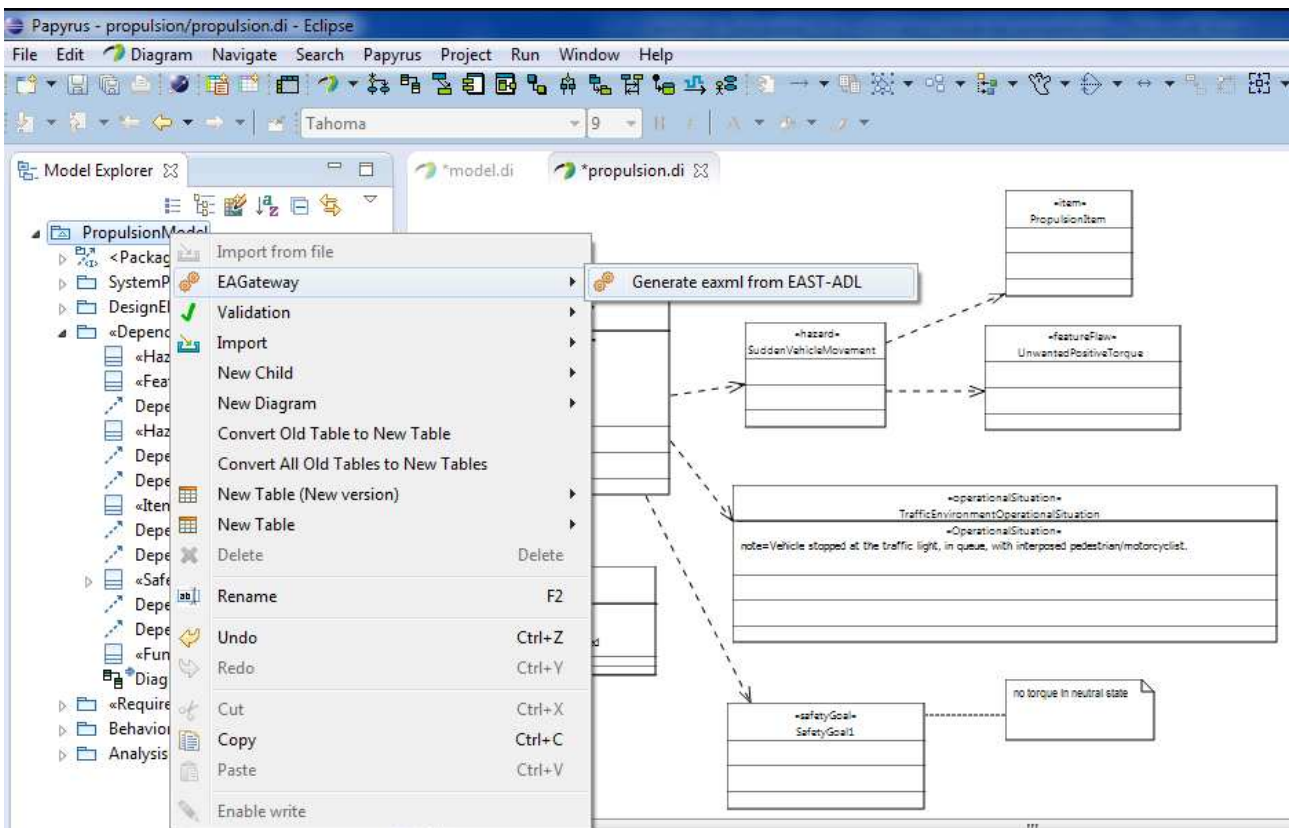 Papyrus - propulsion/propulsion.di - Eclipse
File Edit Diagram Navigate Search Papyrus Project Run Window Help
Tahoma 9 B I A
Model Explorer
*model.di *propulsion.di
PropulsionModel
<Packag
SystemP
DesignEl
«Depend
«Haz
«Fea
Depe
«Haz
Depe
Depe
«Iten
Depe
Depe
«Safe
Depe
Depe
«Fun
Diag
«Require
Behavior
Analysis
Import from file
EAGateway
Validation
Import
New Child
New Diagram
Convert Old Table to New Table
Convert All Old Tables to New Tables
New Table (New version)
New Table
Delete Delete
Rename F2
Undo Ctrl+Z
Redo Ctrl+Y
Cut Ctrl+X
Copy Ctrl+C
Paste Ctrl+V
Enable write
Generate eaxml from EAST-ADL
«item»
PropulsionItem
«hazard»
SuddenVehicleMovement
«featureFlaw»
UnwantedPositiveTorque
«operationalSituation»
TrafficEnvironmentOperationalSituation
«OperationalSituation»
note=Vehicle stopped at the traffic light, in queue, with interposed pedestrian/motorcyclist.
«safetyGoal»
SafetyGoal1
no torque in neutral state